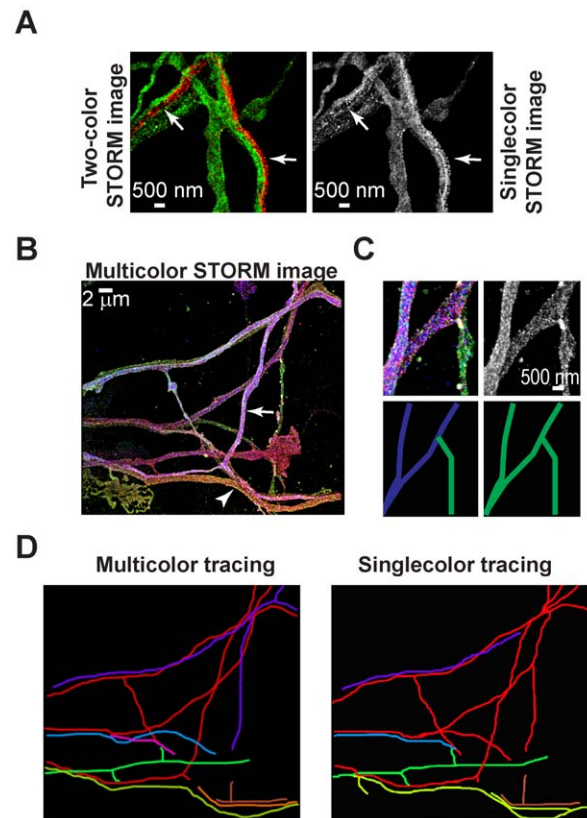 A
Two-color
STORM image
500 nm
500 nm
Singlecolor
STORM image
B
Multicolor STORM image
2 μm
C
500 nm
D
Multicolor tracing
Singlecolor tracing